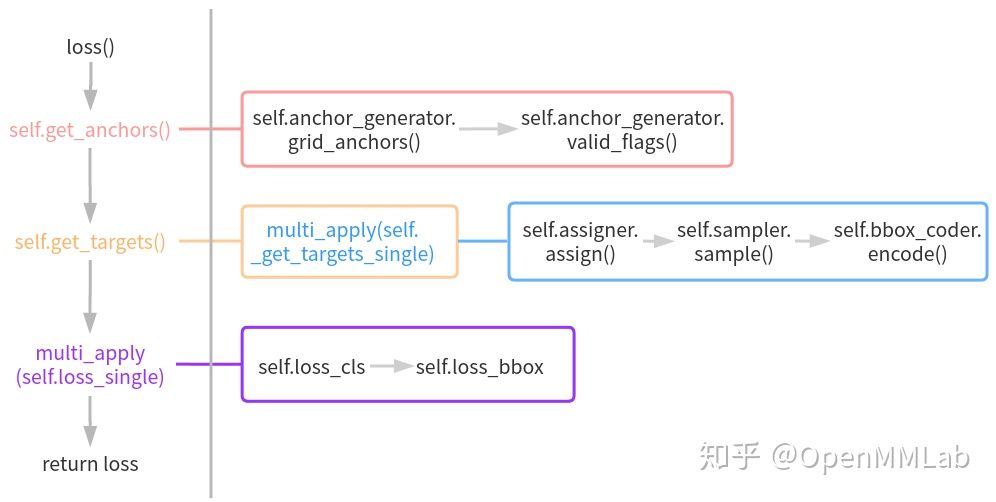 loss()
self.get_anchors()
self.anchor_generator.
grid_anchors()
self.anchor_generator.
valid_flags()
self.get_targets()
multi_apply(self.
_get_targets_single)
self.assigner.
assign()
self.sampler.
sample()
self.bbox_coder.
encode()
multi_apply
(self.loss_single)
self.loss_cls
self.loss_bbox
return loss
知乎 @OpenMMLab